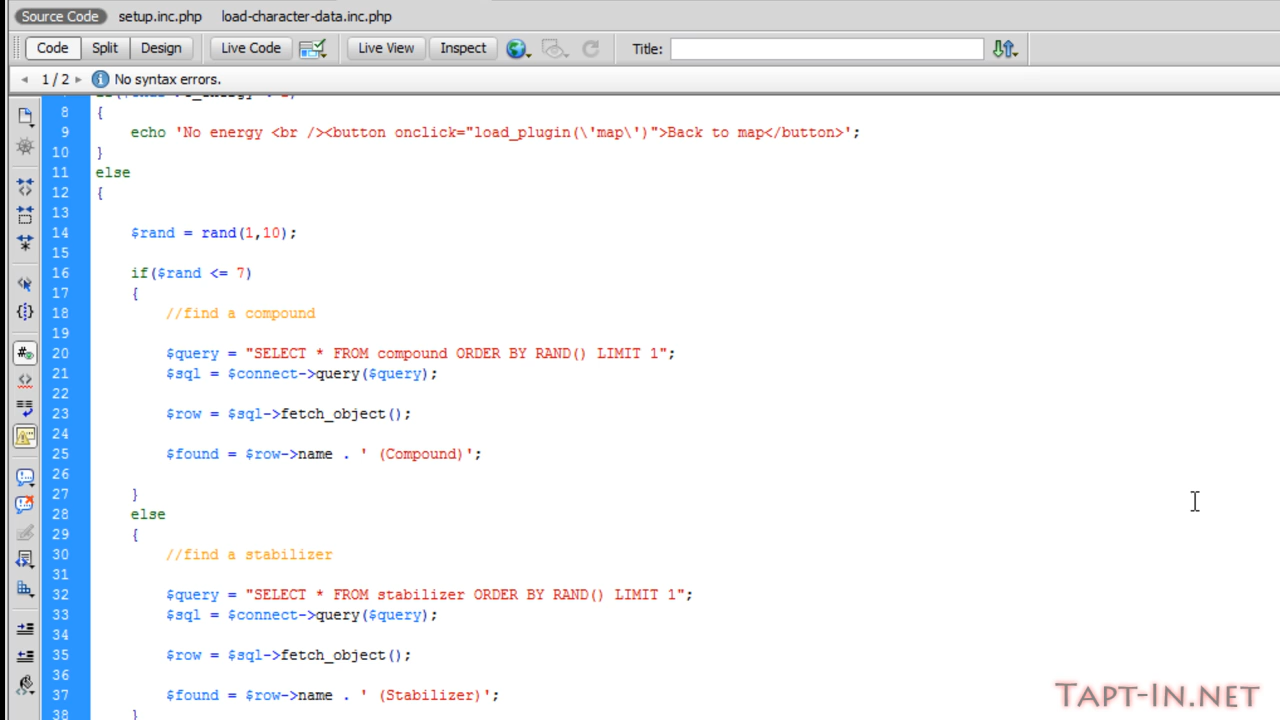 Source Code setup.inc.php load-character-data.inc.php
Code Split Design Live Code Live View Inspect Title:
1 / 2 No syntax errors.
8 {
9 echo 'No energy <br /><button onclick="load_plugin(\'map\')">Back to map</button>';
10 }
11 else
12 {
13
14 $rand = rand(1,10);
15
16 if($rand <= 7)
17 {
18 //find a compound
19
20 $query = "SELECT * FROM compound ORDER BY RAND() LIMIT 1";
21 $sql = $connect->query($query);
22
23 $row = $sql->fetch_object();
24
25 $found = $row->name . ' (Compound)';
26
27 }
28 else
29 {
30 //find a stabilizer
31
32 $query = "SELECT * FROM stabilizer ORDER BY RAND() LIMIT 1";
33 $sql = $connect->query($query);
34
35 $row = $sql->fetch_object();
36
37 $found = $row->name . ' (Stabilizer)';
38 }
TAPT-IN.NET